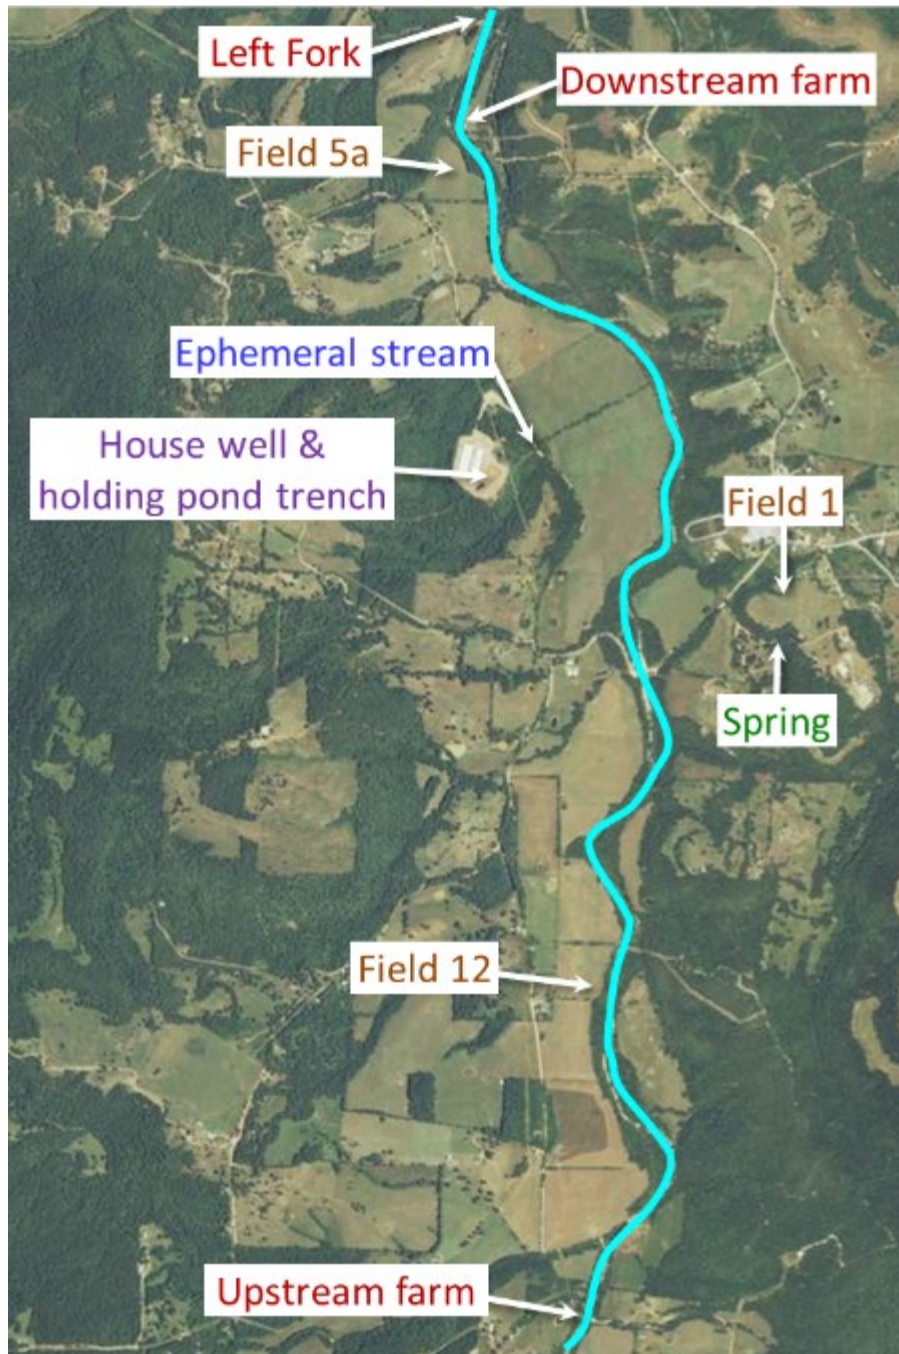 Left Fork
Downstream farm
Field 5a
Ephemeral stream
House well &
holding pond trench
Field 1
Spring
Field 12
Upstream farm